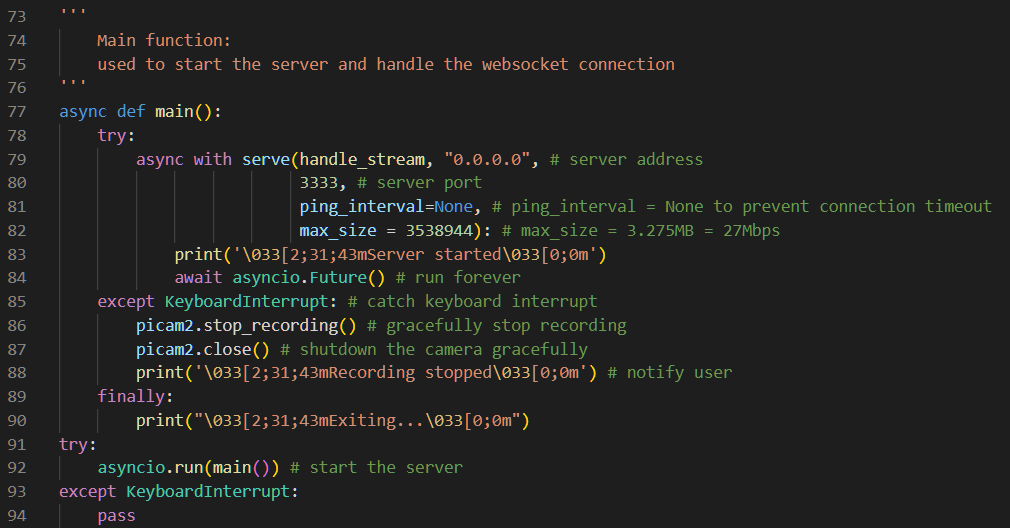 73 '''
74     Main function:
75     used to start the server and handle the websocket connection
76 '''
77 async def main():
78     try:
79         async with serve(handle_stream, "0.0.0.0", # server address
80                          3333, # server port
81                          ping_interval=None, # ping_interval = None to prevent connection timeout
82                          max_size = 3538944): # max_size = 3.275MB = 27Mbps
83             print('\033[2;31;43mServer started\033[0;0m')
84             await asyncio.Future() # run forever
85     except KeyboardInterrupt: # catch keyboard interrupt
86         picam2.stop_recording() # gracefully stop recording
87         picam2.close() # shutdown the camera gracefully
88         print('\033[2;31;43mRecording stopped\033[0;0m') # notify user
89     finally:
90         print("\033[2;31;43mExiting...\033[0;0m")
91 try:
92     asyncio.run(main()) # start the server
93 except KeyboardInterrupt:
94     pass